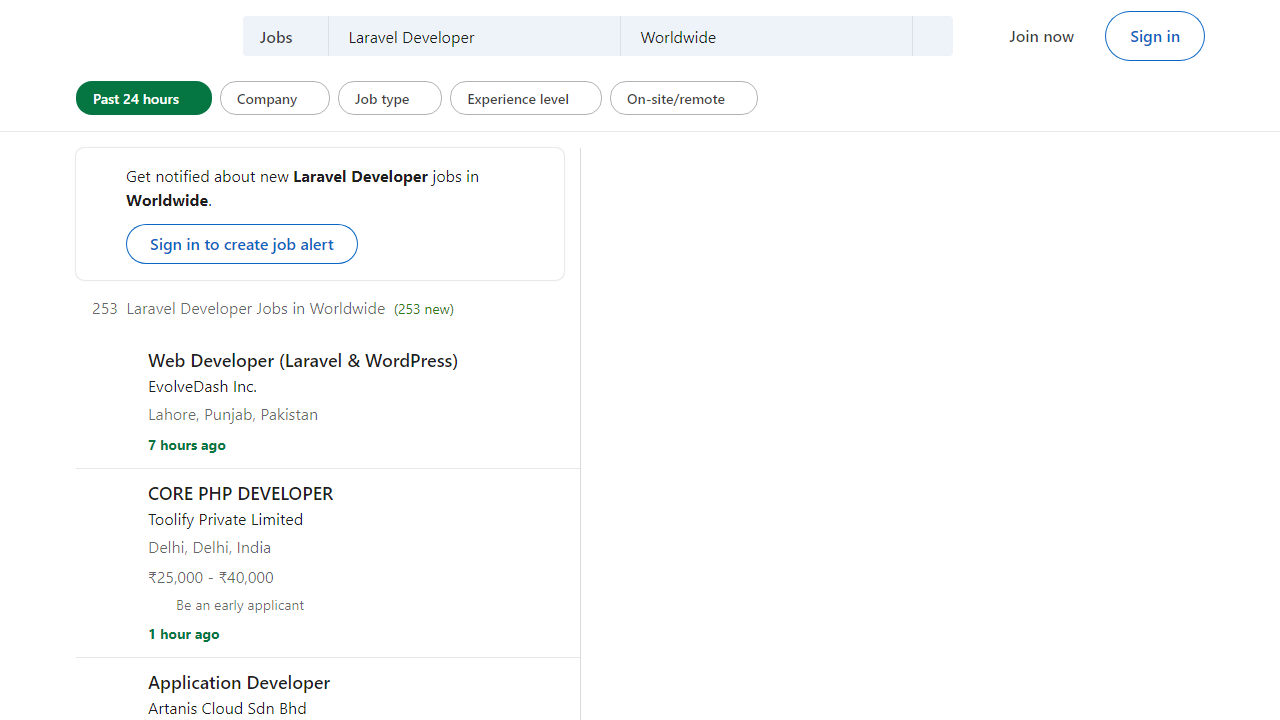 Jobs
Laravel Developer
Worldwide
Join now
Sign in
Past 24 hours
Company
Job type
Experience level
On-site/remote
Get notified about new Laravel Developer jobs in
Worldwide.
Sign in to create job alert
253 Laravel Developer Jobs in Worldwide (253 new)
Web Developer (Laravel & WordPress)
EvolveDash Inc.
Lahore, Punjab, Pakistan
7 hours ago
CORE PHP DEVELOPER
Toolify Private Limited
Delhi, Delhi, India
₹25,000 - ₹40,000
Be an early applicant
1 hour ago
Application Developer
Artanis Cloud Sdn Bhd